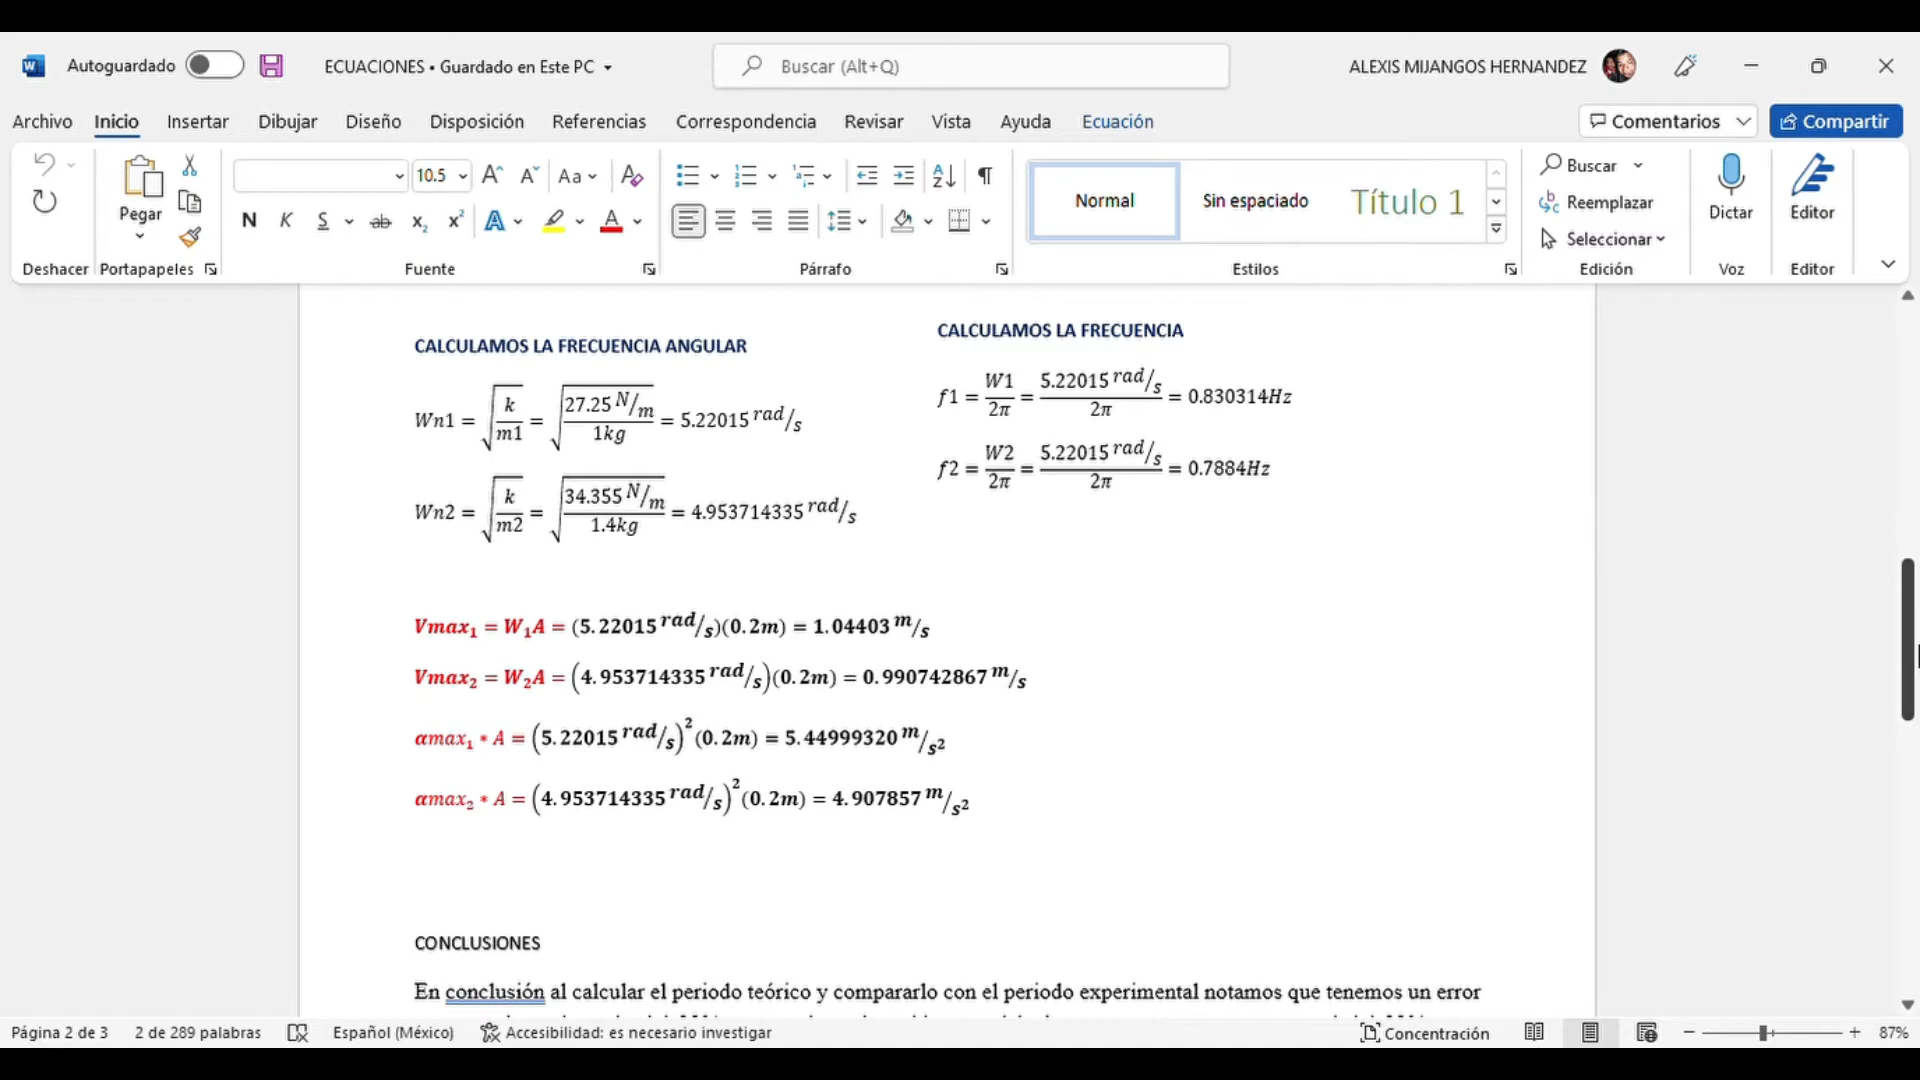 Autoguardado
ECUACIONES • Guardado en Este PC
Buscar (Alt+Q)
ALEXIS MIJANGOS HERNANDEZ
Archivo Inicio Insertar Dibujar Diseño Disposición Referencias Correspondencia Revisar Vista Ayuda Ecuación
Comentarios
Compartir
Pegar
10.5
Aa
N K S ab x₂ x² A A
Normal
Sin espaciado
Título 1
Buscar
Reemplazar
Seleccionar
Dictar
Editor
Deshacer Portapapeles Fuente Párrafo Estilos Edición Voz Editor
CALCULAMOS LA FRECUENCIA ANGULAR
Wn1 = √(k/m1) = √(27.25 N/m / 1kg) = 5.22015 rad/s
Wn2 = √(k/m2) = √(34.355 N/m / 1.4kg) = 4.953714335 rad/s
CALCULAMOS LA FRECUENCIA
f1 = W1/2π = 5.22015 rad/s / 2π = 0.830314Hz
f2 = W2/2π = 5.22015 rad/s / 2π = 0.7884Hz
Vmax₁ = W₁A = (5.22015 rad/s)(0.2m) = 1.04403 m/s
Vmax₂ = W₂A = (4.953714335 rad/s)(0.2m) = 0.990742867 m/s
αmax₁ * A = (5.22015 rad/s)²(0.2m) = 5.44999320 m/s²
αmax₂ * A = (4.953714335 rad/s)²(0.2m) = 4.907857 m/s²
CONCLUSIONES
En conclusión al calcular el periodo teórico y compararlo con el periodo experimental notamos que tenemos un error
Página 2 de 3
2 de 289 palabras
Español (México)
Accesibilidad: es necesario investigar
Concentración
87%